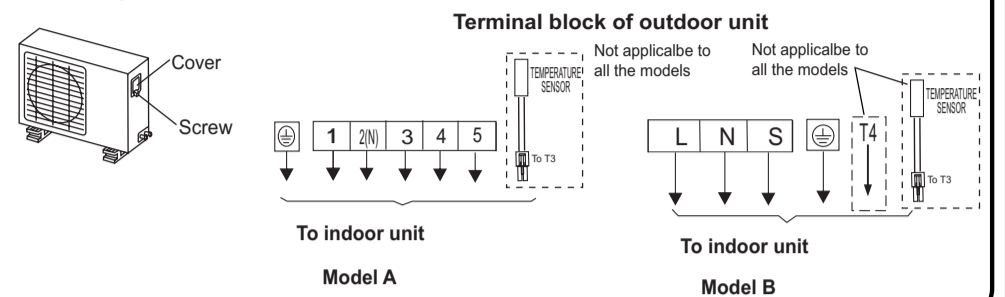 Terminal block of outdoor unit
Cover
Screw
Not applicalbe to
all the models
TEMPERATURE
SENSOR
1 2(N) 3 4 5
To T3
To indoor unit
Model A
Not applicalbe to
all the models
TEMPERATURE
SENSOR
L N S T4
To T3
To indoor unit
Model B